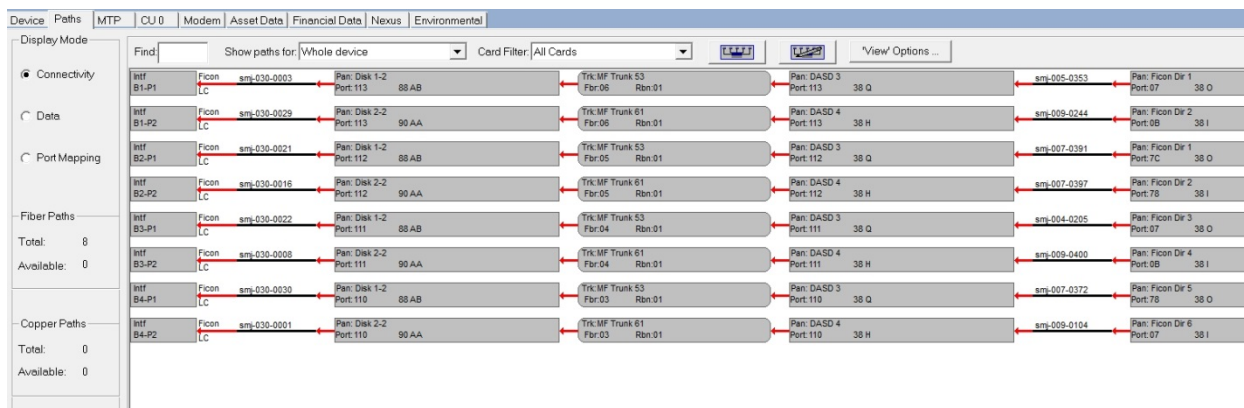 Device Paths MTP CU 0 Modem Asset Data Financial Data Nexus Environmental
Display Mode
Connectivity
Data
Port Mapping
Fiber Paths
Total: 8
Available: 0
Copper Paths
Total: 0
Available: 0
Find: Show paths for: Whole device Card Filter: All Cards 'View' Options ...
Intf Ficon smj-030-0003 Pan: Disk 1-2 Trk:MF Trunk 53 Pan: DASD 3 smj-005-0353 Pan: Ficon Dir 1
B1-P1 LC Port: 113 88 AB Fbr:06 Rbn:01 Port: 113 38 Q Port: 07 38 O
Intf Ficon smj-030-0029 Pan: Disk 2-2 Trk:MF Trunk 61 Pan: DASD 4 smj-009-0244 Pan: Ficon Dir 2
B1-P2 LC Port: 113 90 AA Fbr:06 Rbn:01 Port: 113 38 H Port: 0B 38 I
Intf Ficon smj-030-0021 Pan: Disk 1-2 Trk:MF Trunk 53 Pan: DASD 3 smj-007-0391 Pan: Ficon Dir 1
B2-P1 LC Port: 112 88 AB Fbr:05 Rbn:01 Port: 112 38 Q Port: 7C 38 O
Intf Ficon smj-030-0016 Pan: Disk 2-2 Trk:MF Trunk 61 Pan: DASD 4 smj-007-0397 Pan: Ficon Dir 2
B2-P2 LC Port: 112 90 AA Fbr:05 Rbn:01 Port: 112 38 H Port: 78 38 I
Intf Ficon smj-030-0022 Pan: Disk 1-2 Trk:MF Trunk 53 Pan: DASD 3 smj-004-0205 Pan: Ficon Dir 3
B3-P1 LC Port: 111 88 AB Fbr:04 Rbn:01 Port: 111 38 Q Port: 07 38 O
Intf Ficon smj-030-0008 Pan: Disk 2-2 Trk:MF Trunk 61 Pan: DASD 4 smj-009-0400 Pan: Ficon Dir 4
B3-P2 LC Port: 111 90 AA Fbr:04 Rbn:01 Port: 111 38 H Port: 0B 38 I
Intf Ficon smj-030-0030 Pan: Disk 1-2 Trk:MF Trunk 53 Pan: DASD 3 smj-007-0372 Pan: Ficon Dir 5
B4-P1 LC Port: 110 88 AB Fbr:03 Rbn:01 Port: 110 38 Q Port: 78 38 O
Intf Ficon smj-030-0001 Pan: Disk 2-2 Trk:MF Trunk 61 Pan: DASD 4 smj-009-0104 Pan: Ficon Dir 6
B4-P2 LC Port: 110 90 AA Fbr:03 Rbn:01 Port: 110 38 H Port: 07 38 I